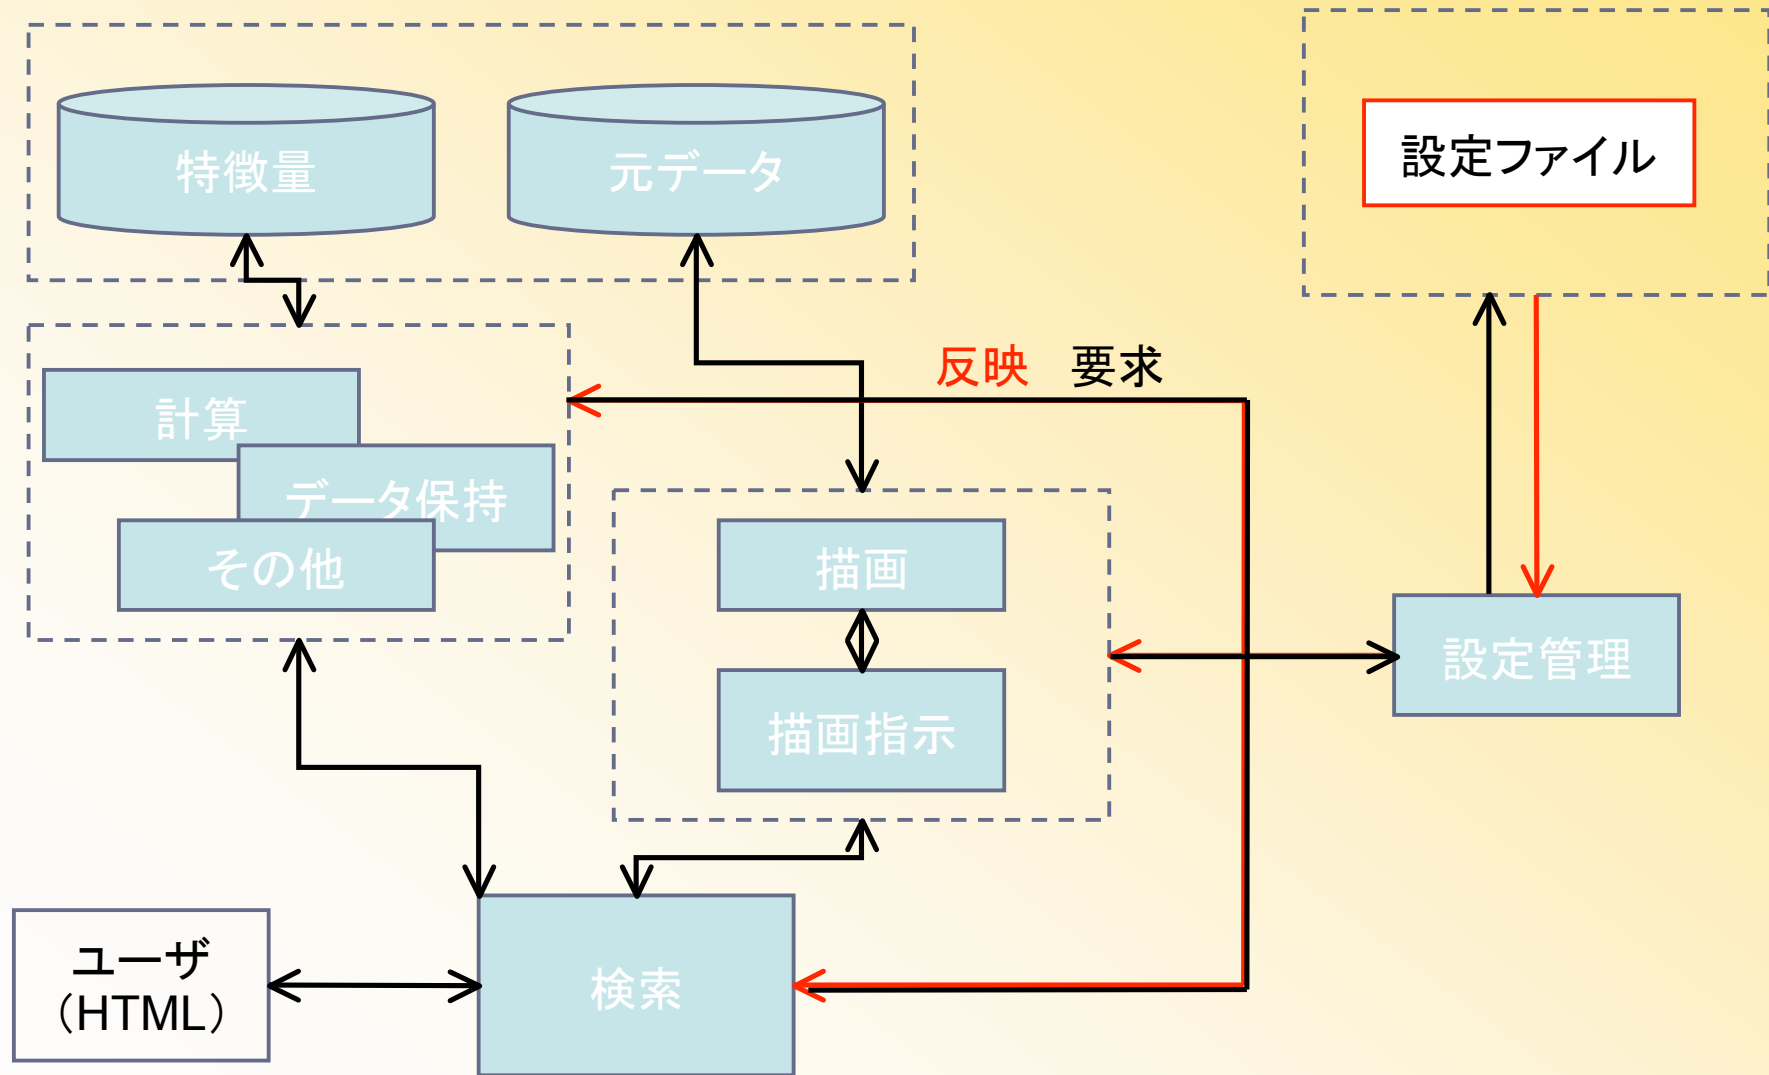 特徴量
元データ
設定ファイル
反映 要求
計算
データ保持
その他
描画
描画指示
設定管理
検索
ユーザ
（HTML）